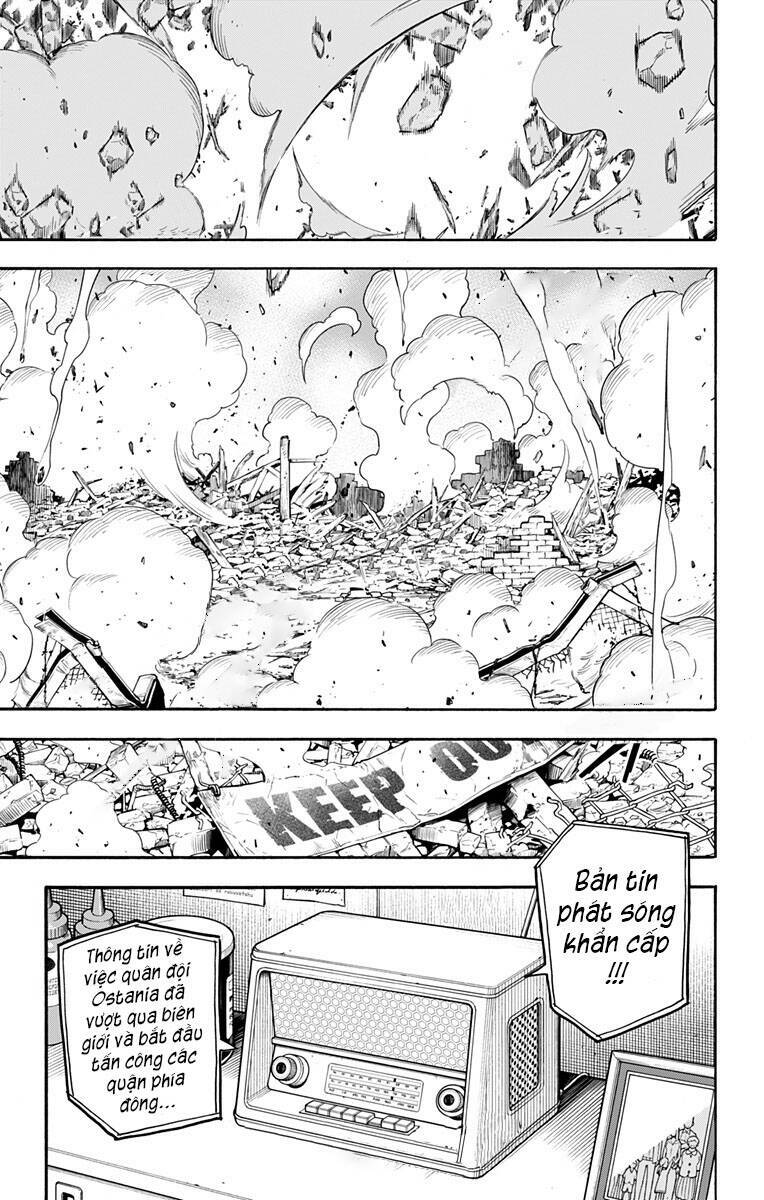 KEEP OU
Bản tin
phát sóng
khẩn cấp
!!!
Thông tin về
việc quân đội
Ostania đã
vượt qua biên
giới và bắt đầu
tấn công các
quận phía
đông...